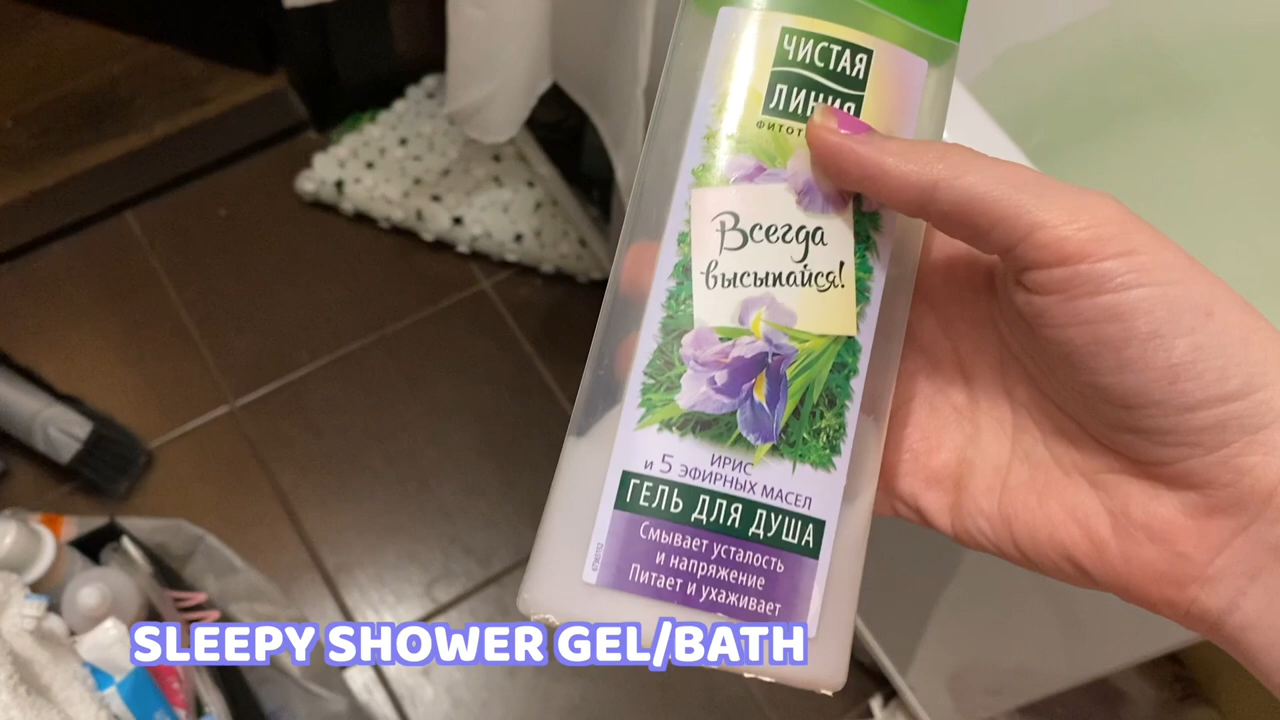 ЧИСТАЯ
ЛИНИЯ
Всегда
высыпайся!
ИРИС
и 5 ЭФИРНЫХ МАСЕЛ
ГЕЛЬ ДЛЯ ДУША
Смывает усталость
и напряжение
Питает и ухаживает
SLEEPY SHOWER GEL/BATH